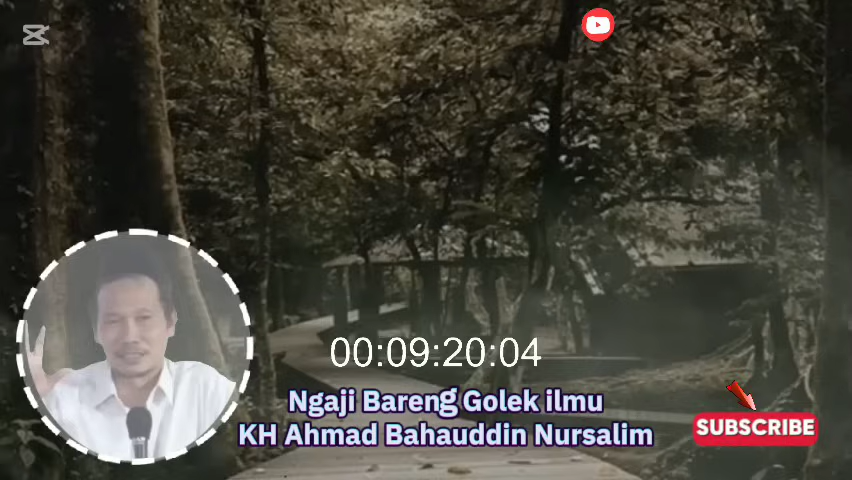 00:09:20:04
Ngaji Bareng Golek ilmu
KH Ahmad Bahauddin Nursalim
SUBSCRIBE